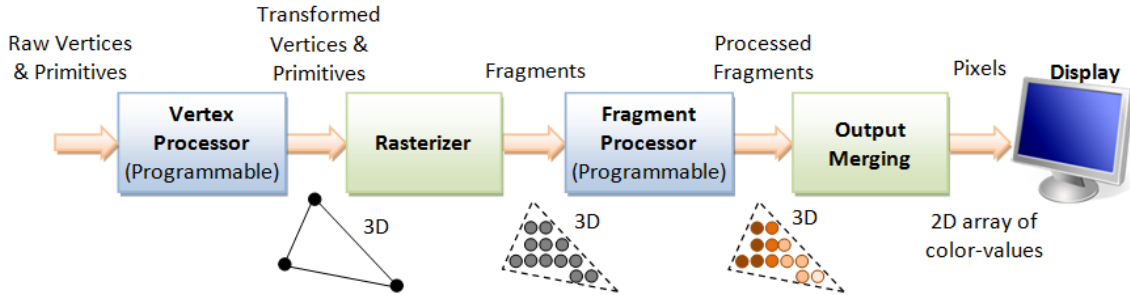 Raw Vertices
& Primitives
Transformed
Vertices &
Primitives
Fragments
Processed
Fragments
Pixels
Display
Vertex
Processor
(Programmable)
Rasterizer
Fragment
Processor
(Programmable)
Output
Merging
3D
3D
3D
2D array of
color-values